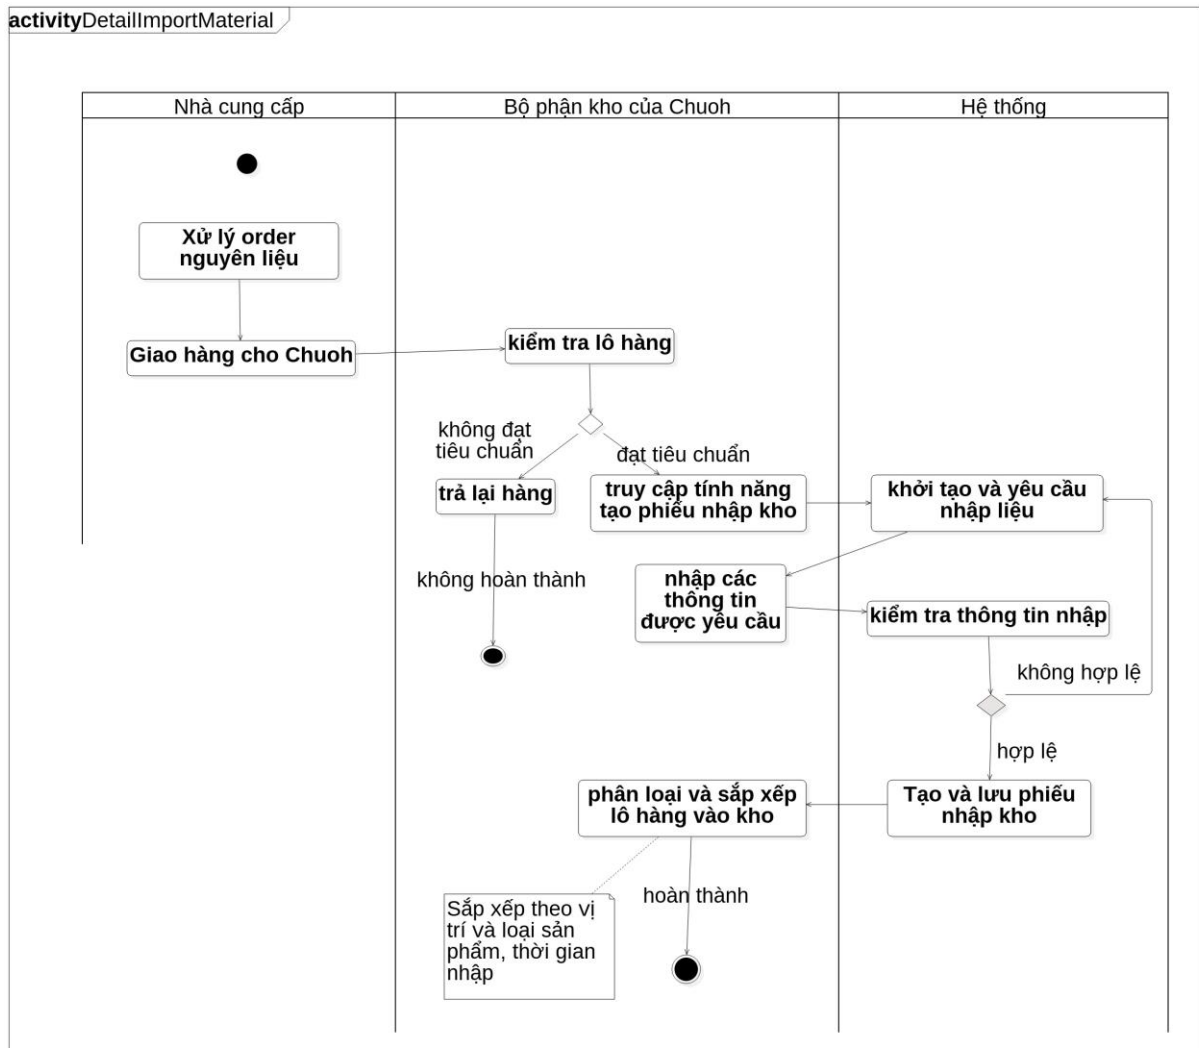 activityDetailImportMaterial
Nhà cung cấp
Bộ phận kho của Chuoh
Hệ thống
Xử lý order
nguyên liệu
Giao hàng cho Chuoh
kiểm tra lô hàng
không đạt
tiêu chuẩn
đạt tiêu chuẩn
trả lại hàng
truy cập tính năng
tạo phiếu nhập kho
khởi tạo và yêu cầu
nhập liệu
không hoàn thành
nhập các
thông tin
được yêu cầu
kiểm tra thông tin nhập
không hợp lệ
hợp lệ
phân loại và sắp xếp
lô hàng vào kho
Tạo và lưu phiếu
nhập kho
hoàn thành
Sắp xếp theo vị
trí và loại sản
phẩm, thời gian
nhập